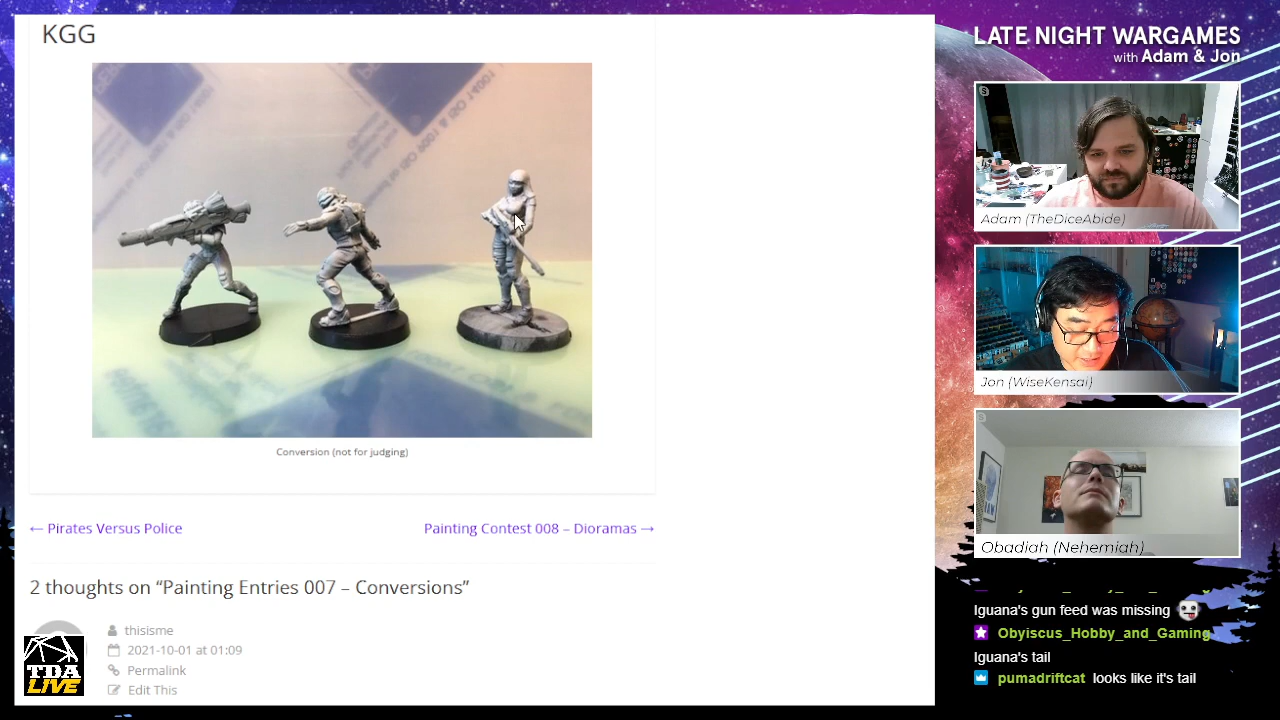 KGG
Conversion (not for judging)
← Pirates Versus Police
Painting Contest 008 – Dioramas →
2 thoughts on “Painting Entries 007 – Conversions”
thisisme
2021-10-01 at 01:09
Permalink
Edit This
TDA
LIVE
LATE NIGHT WARGAMES
with Adam & Jon
Adam (TheDiceAbide)
Jon (WiseKensai)
Obadiah (Nehemiah)
Iguana's gun feed was missing
Obyiscus_Hobby_and_Gaming
Iguana's tail
pumadriftcat looks like it's tail